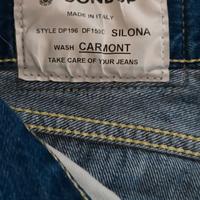 MADE IN ITALY
STYLE DP196 DF1500 SILONA
WASH CARMONT
TAKE CARE OF YOUR JEANS